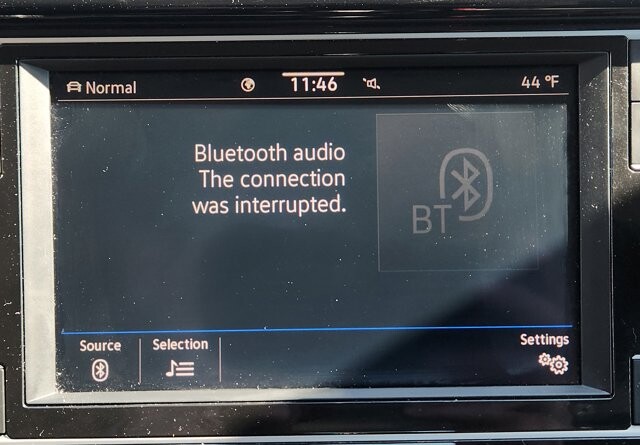 Normal 11:46 44 °F
Bluetooth audio
The connection
was interrupted.
BT
Source Selection Settings